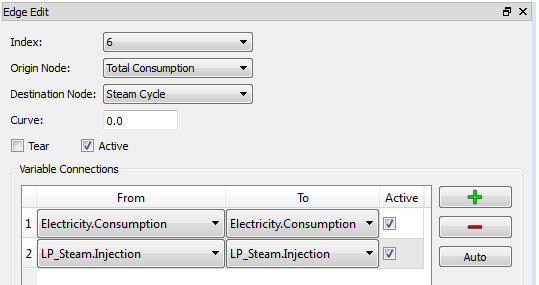 Edge Edit
Index: 6
Origin Node: Total Consumption
Destination Node: Steam Cycle
Curve: 0.0
Tear Active
Variable Connections
From To Active
1 Electricity.Consumption Electricity.Consumption
2 LP_Steam.Injection LP_Steam.Injection
Auto